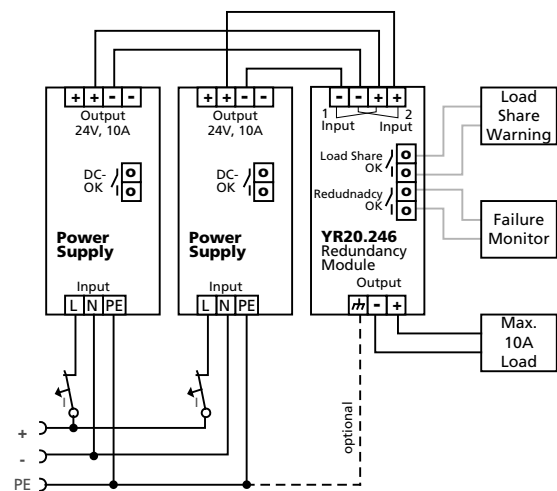 + + - -
Output
24V, 10A
DC-
OK
Power
Supply
Input
L N PE
+ + - -
Output
24V, 10A
DC-
OK
Power
Supply
Input
L N PE
- - + +
1 2
Input Input
Load Share
OK
Redudnadcy
OK
YR20.246
Redundancy
Module
Output
- +
Load
Share
Warning
Failure
Monitor
Max.
10A
Load
I
I
optional
+
-
PE